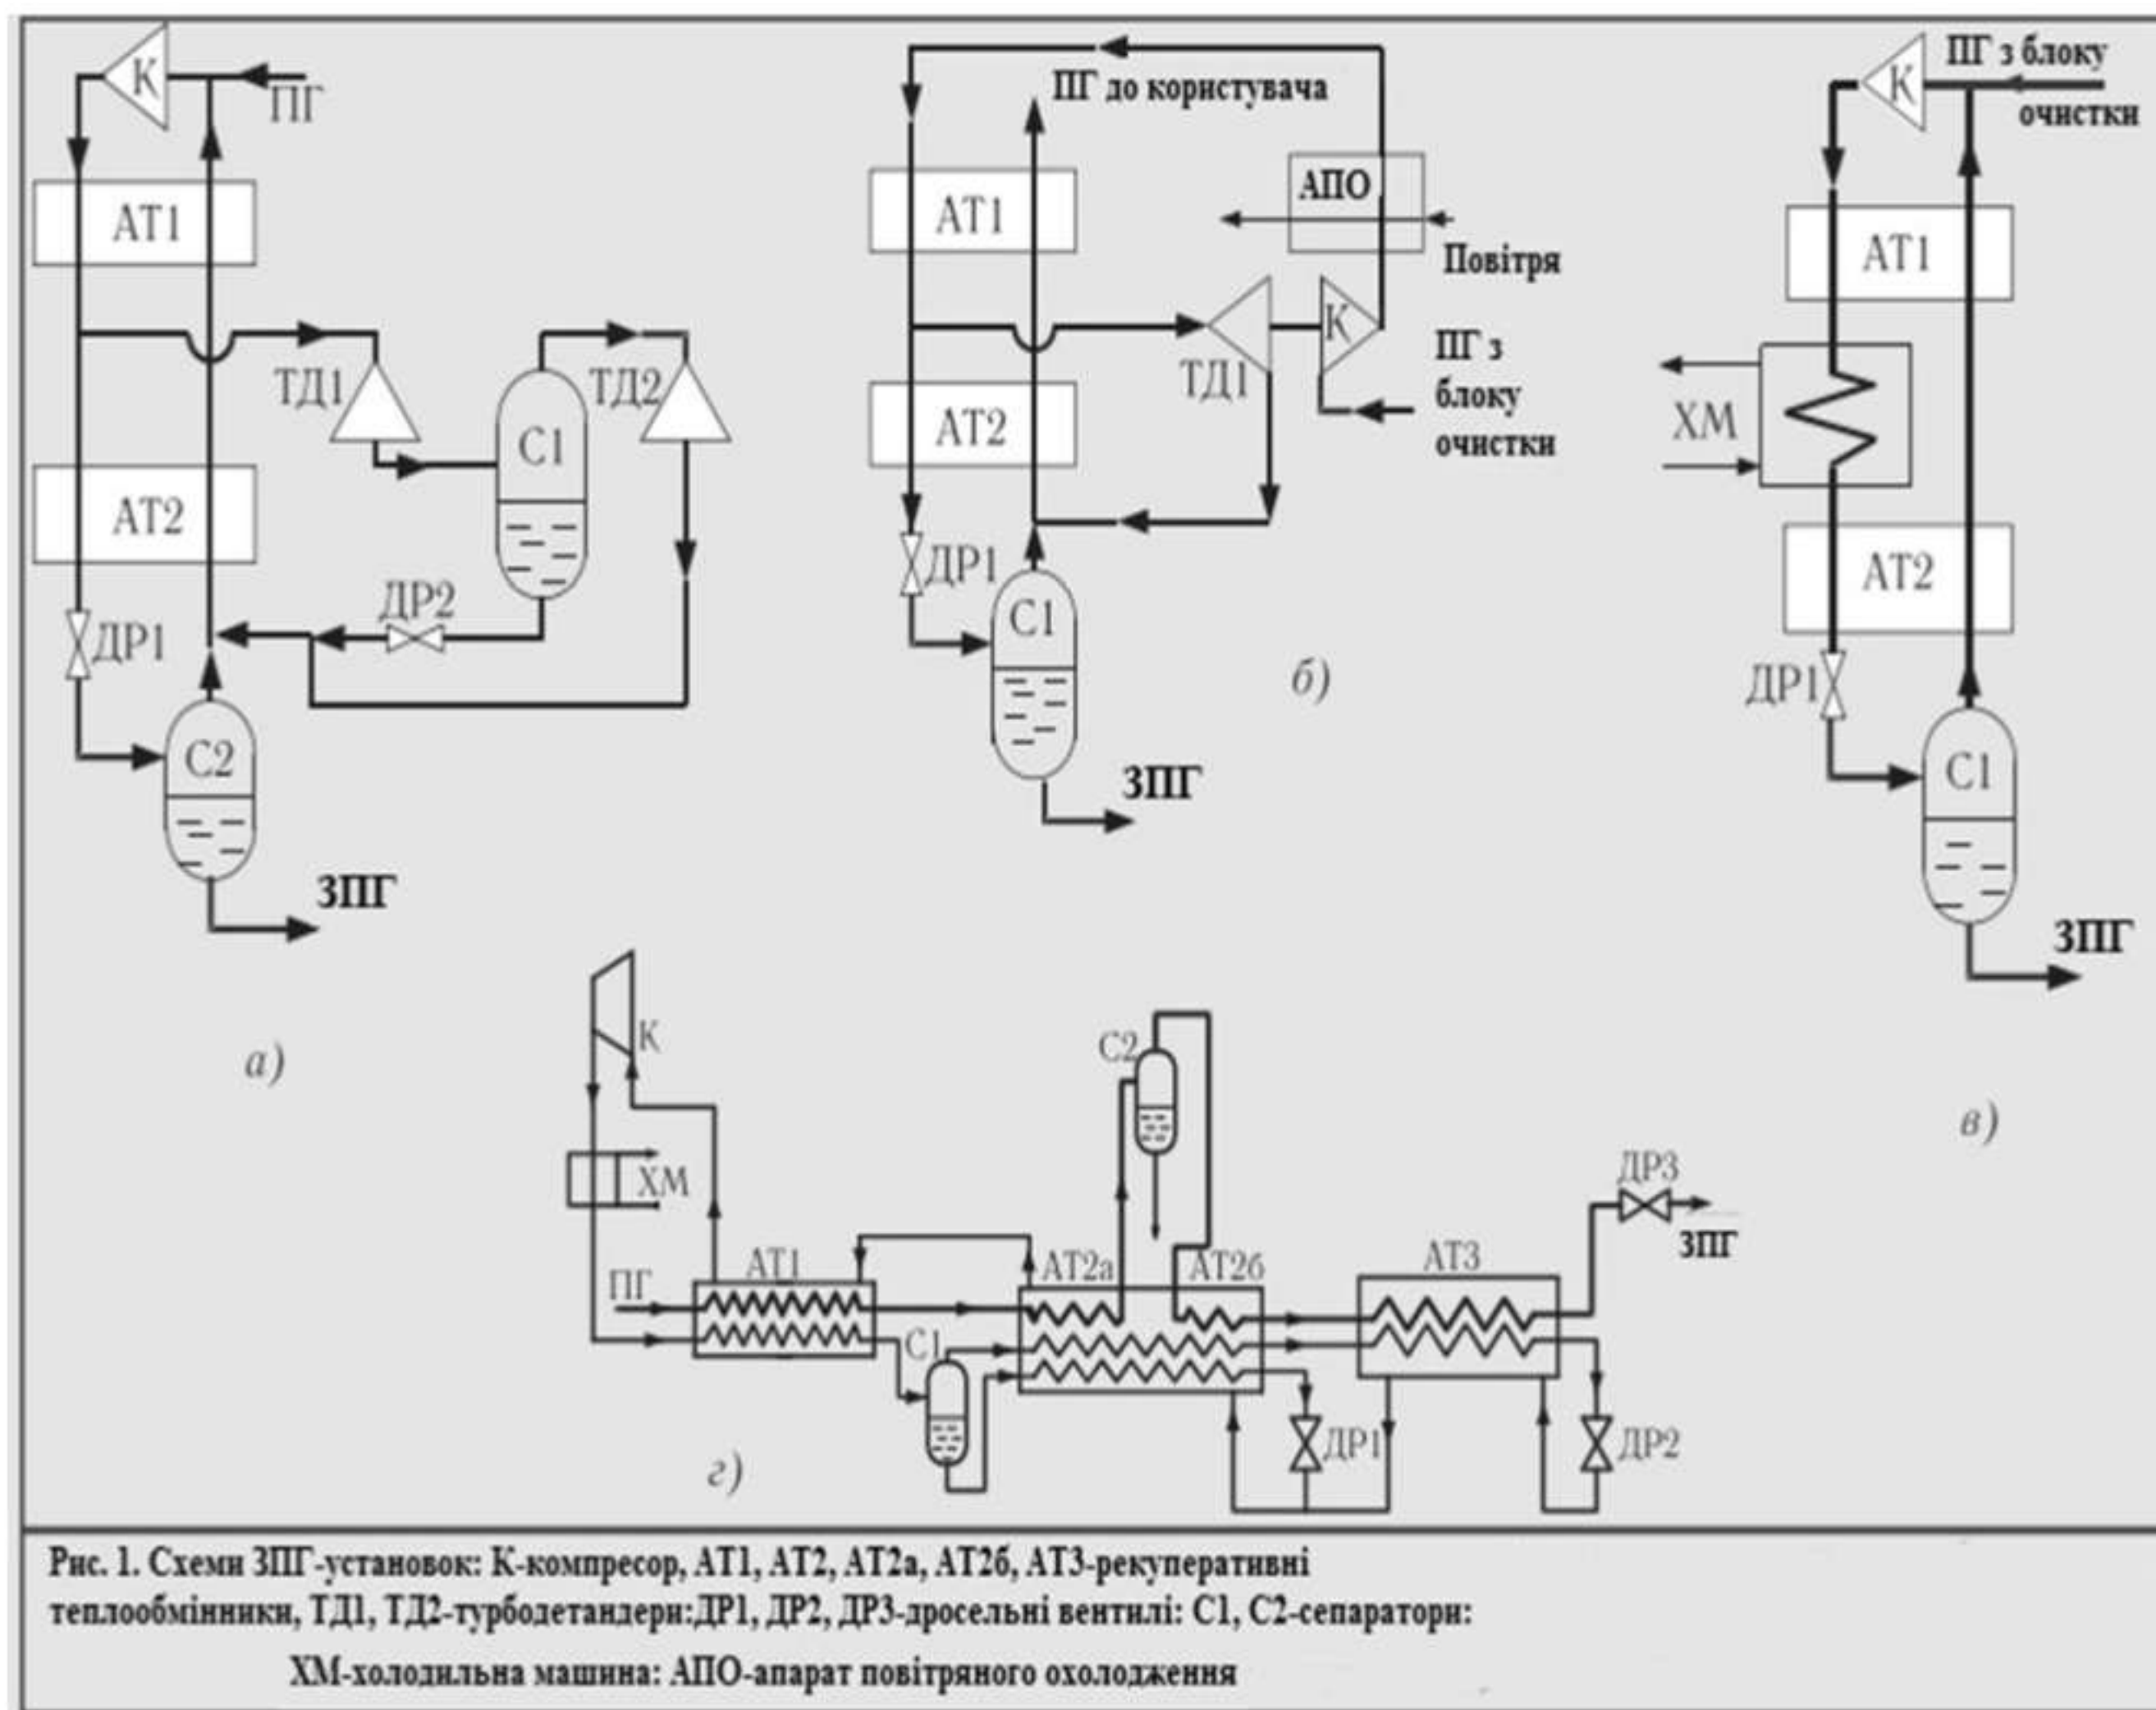 К
ПГ
АТ1
ТД1
С1
ТД2
АТ2
ДР2
ДР1
С2
ЗПГ
а)
ПГ до користувача
АПО
АТ1
Повітря
К
ТД1
ПГ з
блоку
очистки
АТ2
ДР1
С1
б)
ЗПГ
ПГ з блоку
К
очистки
АТ1
ХМ
АТ2
ДР1
С1
ЗПГ
в)
К
С2
ХМ
ДР3
ЗПГ
ПГ
АТ1
АТ2а
АТ2б
АТ3
С1
ДР1
ДР2
г)
Рис. 1. Схеми ЗПГ-установок: К-компресор, АТ1, АТ2, АТ2а, АТ2б, АТ3-рекуперативні
теплообмінники, ТД1, ТД2-турбодетандери:ДР1, ДР2, ДР3-дросельні вентилі: С1, С2-сепаратори:
ХМ-холодильна машина: АПО-апарат повітряного охолодження